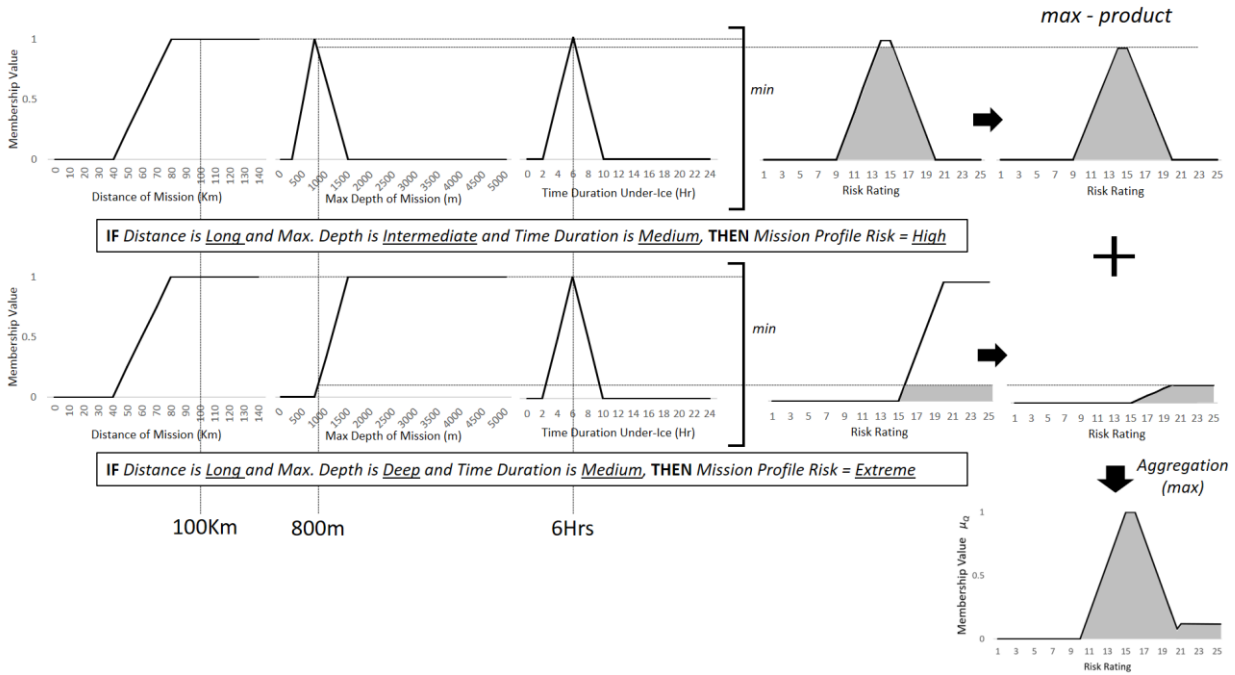 max - product
Membership Value
1
0.5
0
0 10 20 30 40 50 60 70 80 90 100 110 120 130 140
Distance of Mission (Km)
500 1000 1500 2000 2500 3000 3500 4000 4500 5000
Max Depth of Mission (m)
0 2 4 6 8 10 12 14 16 18 20 22 24
Time Duration Under-Ice (Hr)
min
1 3 5 7 9 11 13 15 17 19 21 23 25
Risk Rating
1 3 5 7 9 11 13 15 17 19 21 23 25
Risk Rating
IF Distance is Long and Max. Depth is Intermediate and Time Duration is Medium, THEN Mission Profile Risk = High
Membership Value
1
0.5
0
0 10 20 30 40 50 60 70 80 90 100 110 120 130 140
Distance of Mission (Km)
0 500 1000 1500 2000 2500 3000 3500 4000 4500 5000
Max Depth of Mission (m)
0 2 4 6 8 10 12 14 16 18 20 22 24
Time Duration Under-Ice (Hr)
min
1 3 5 7 9 11 13 15 17 19 21 23 25
Risk Rating
1 3 5 7 9 11 13 15 17 19 21 23 25
Risk Rating
IF Distance is Long and Max. Depth is Deep and Time Duration is Medium, THEN Mission Profile Risk = Extreme
Aggregation
(max)
100Km
800m
6Hrs
Membership Value μQ
1
0.5
0
1 3 5 7 9 11 13 15 17 19 21 23 25
Risk Rating